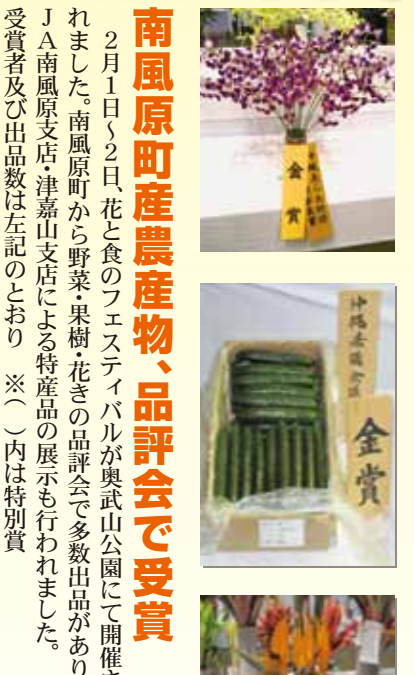 南風原町産農産物、品評会で受賞
2月1日～2日、花と食のフェスティバルが奥武山公園にて開催さ
れました。南風原町から野菜・果樹・花きの品評会で多数出品があり
JA南風原支店・津嘉山支店による特産品の展示も行われました。
受賞者及び出品数は左記のとおり　※（　）内は特別賞
金賞
金賞